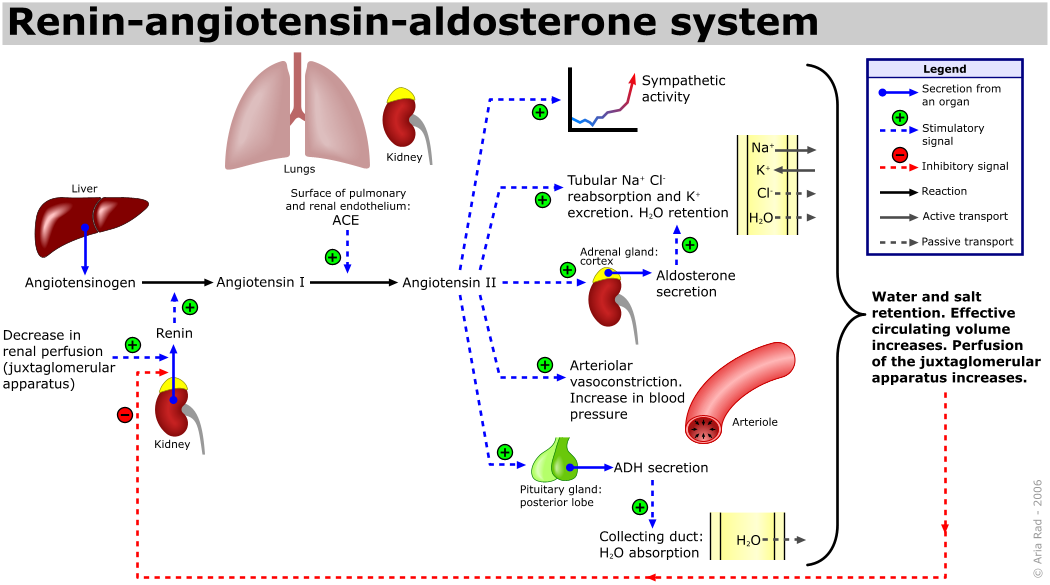 Renin-angiotensin-aldosterone system
Liver
Angiotensinogen
Lungs
Kidney
Surface of pulmonary
and renal endothelium:
ACE
Angiotensin I
Angiotensin II
Renin
Decrease in
renal perfusion
(juxtaglomerular
apparatus)
Kidney
Sympathetic
activity
Tubular Na⁺ Cl⁻
reabsorption and K⁺
excretion. H₂O retention
Na⁺
K⁺
Cl⁻
H₂O
Adrenal gland:
cortex
Aldosterone
secretion
Arteriolar
vasoconstriction.
Increase in blood
pressure
Arteriole
Pituitary gland:
posterior lobe
ADH secretion
Collecting duct:
H₂O absorption
H₂O
Legend
Secretion from
an organ
Stimulatory
signal
Inhibitory signal
Reaction
Active transport
Passive transport
Water and salt
retention. Effective
circulating volume
increases. Perfusion
of the juxtaglomerular
apparatus increases.
© Aria Rad - 2006